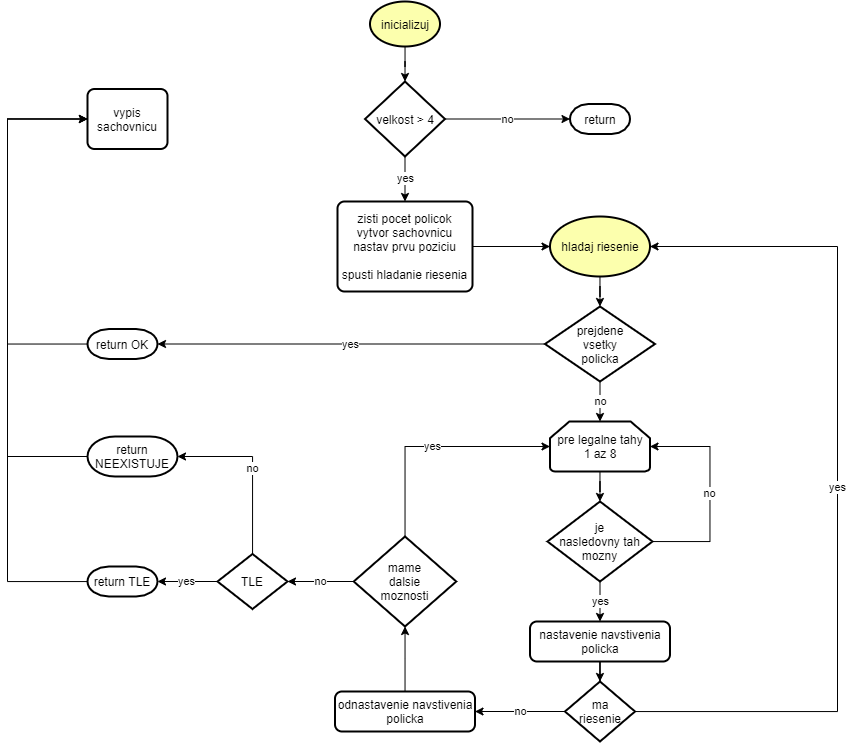 inicializuj
vypis
sachovnicu
velkost > 4
no
return
yes
zisti pocet policok
vytvor sachovnicu
nastav prvu poziciu
spusti hladanie riesenia
hladaj riesenie
return OK
yes
prejdene
vsetky
policka
no
return
NEEXISTUJE
no
yes
pre legalne tahy
1 az 8
no
yes
je
nasledovny tah
mozny
return TLE
yes
TLE
no
mame
dalsie
moznosti
yes
nastavenie navstivenia
policka
odnastavenie navstivenia
policka
no
ma
riesenie